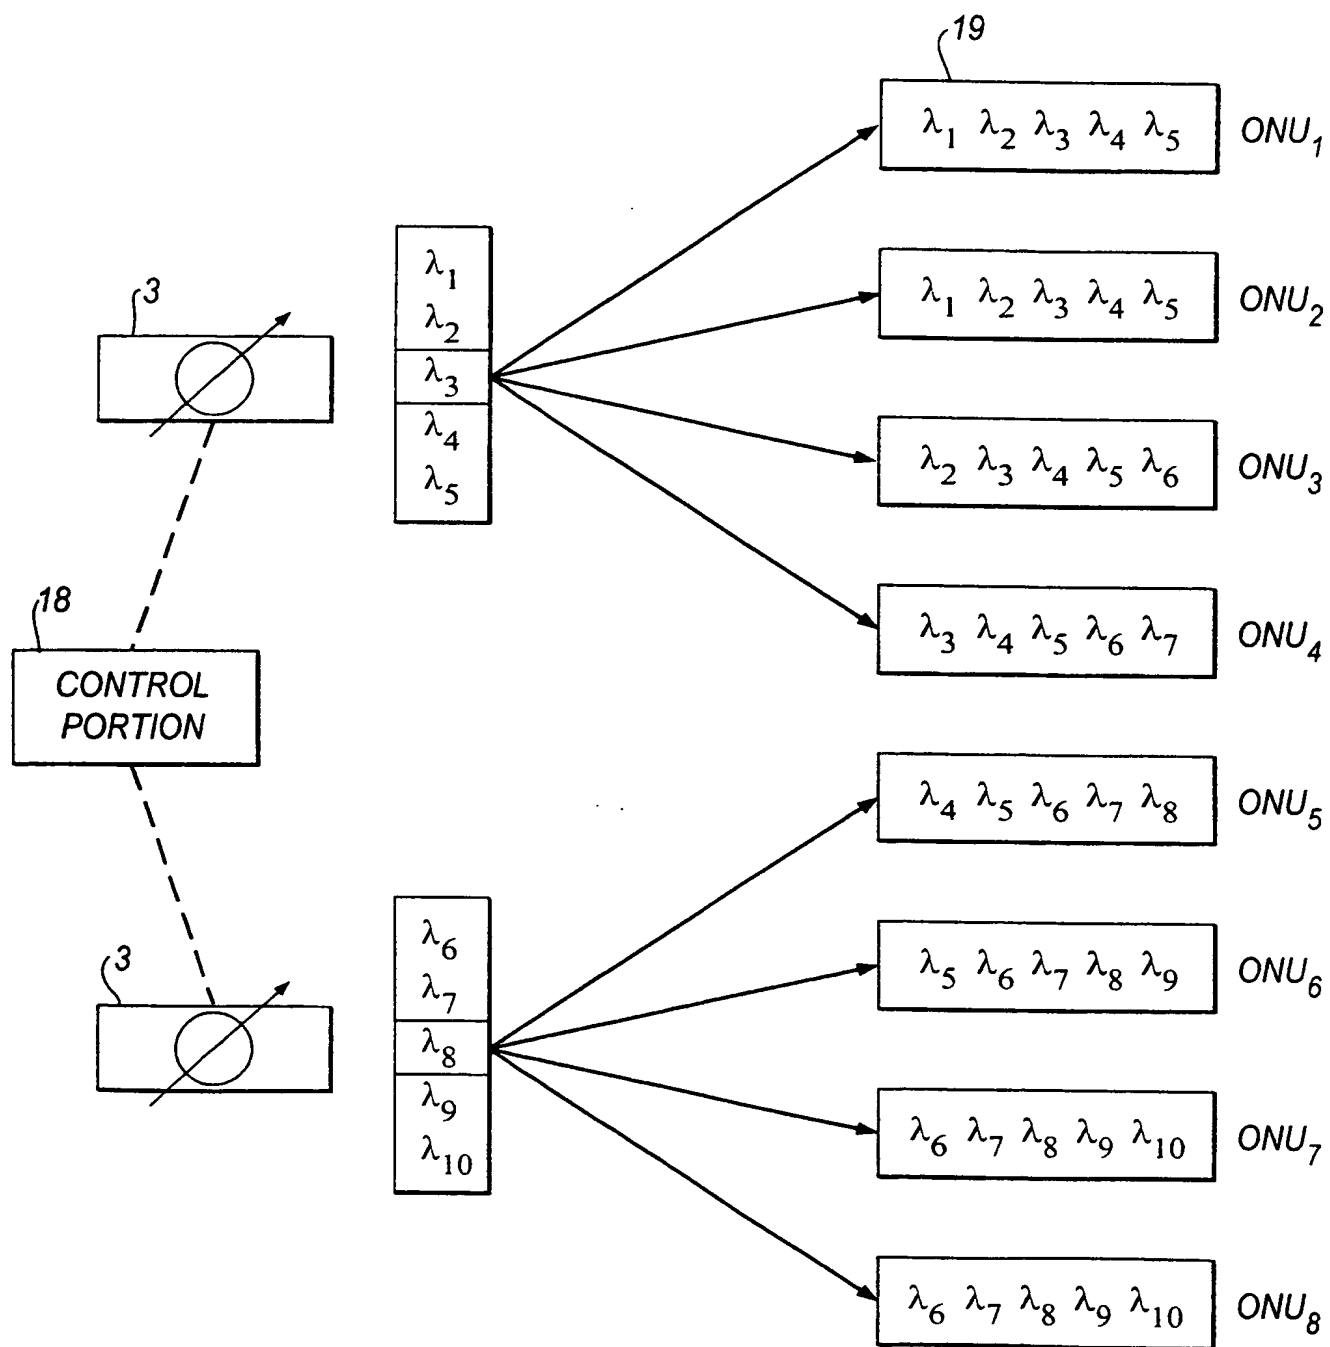 19
λ1 λ2 λ3 λ4 λ5 ONU1
λ1 λ2 λ3 λ4 λ5 ONU2
λ2 λ3 λ4 λ5 λ6 ONU3
λ3 λ4 λ5 λ6 λ7 ONU4
3
λ1
λ2
λ3
λ4
λ5
18
CONTROL
PORTION
λ4 λ5 λ6 λ7 λ8 ONU5
λ5 λ6 λ7 λ8 λ9 ONU6
λ6 λ7 λ8 λ9 λ10 ONU7
λ6 λ7 λ8 λ9 λ10 ONU8
3
λ6
λ7
λ8
λ9
λ10